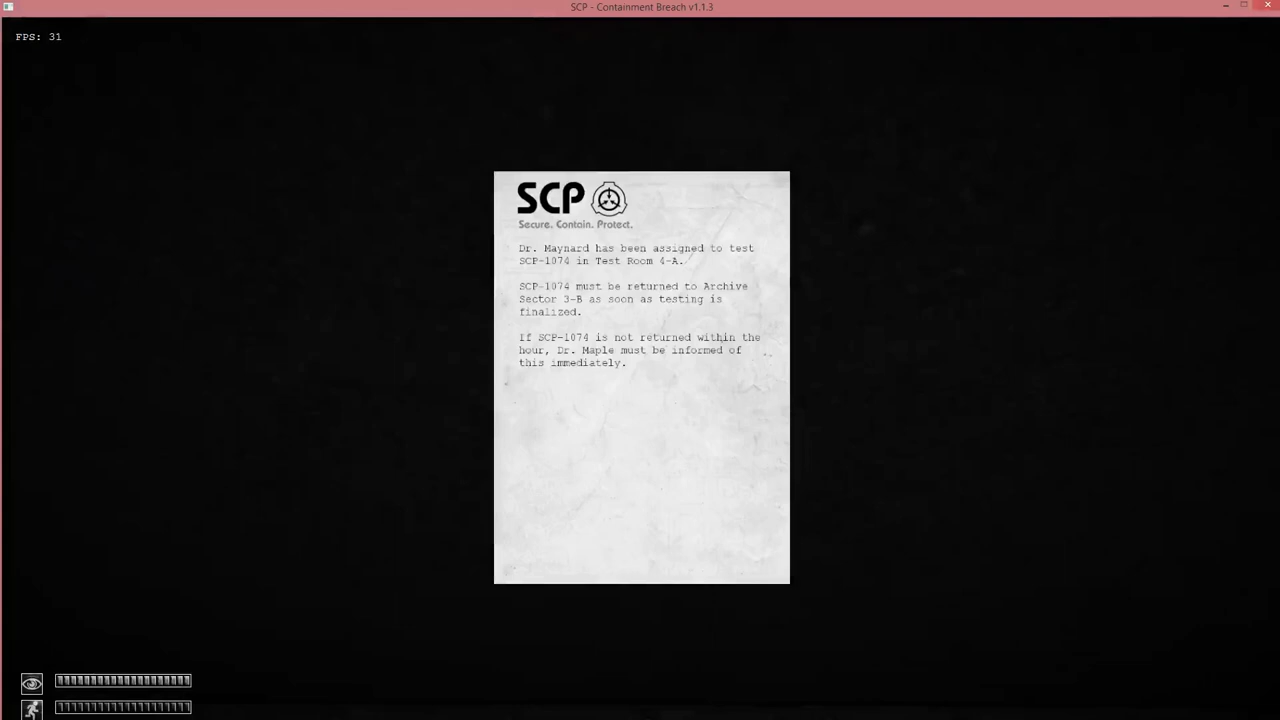 SCP - Containment Breach v1.1.3
FPS: 31
SCP
Secure. Contain. Protect.
Dr. Maynard has been assigned to test
SCP-1074 in Test Room 4-A.
SCP-1074 must be returned to Archive
Sector 3-B as soon as testing is
finalized.
If SCP-1074 is not returned within the
hour, Dr. Maple must be informed of
this immediately.